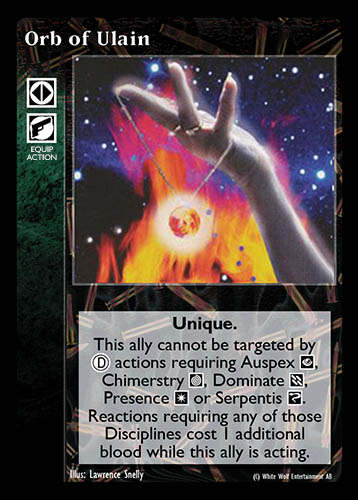 Orb of Ulain
EQUIP
ACTION
Unique.
This ally cannot be targeted by
Ⓓ actions requiring Auspex,
Chimerstry, Dominate,
Presence or Serpentis.
Reactions requiring any of those
Disciplines cost 1 additional
blood while this ally is acting.
Illus: Lawrence Snelly
(C) White Wolf Entertainment AB